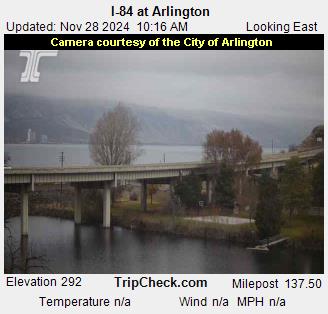 I-84 at Arlington
Updated: Nov 28 2024 10:16 AM Looking East
Camera courtesy of the City of Arlington
Elevation 292 TripCheck.com Milepost 137.50
Temperature n/a Wind n/a MPH n/a